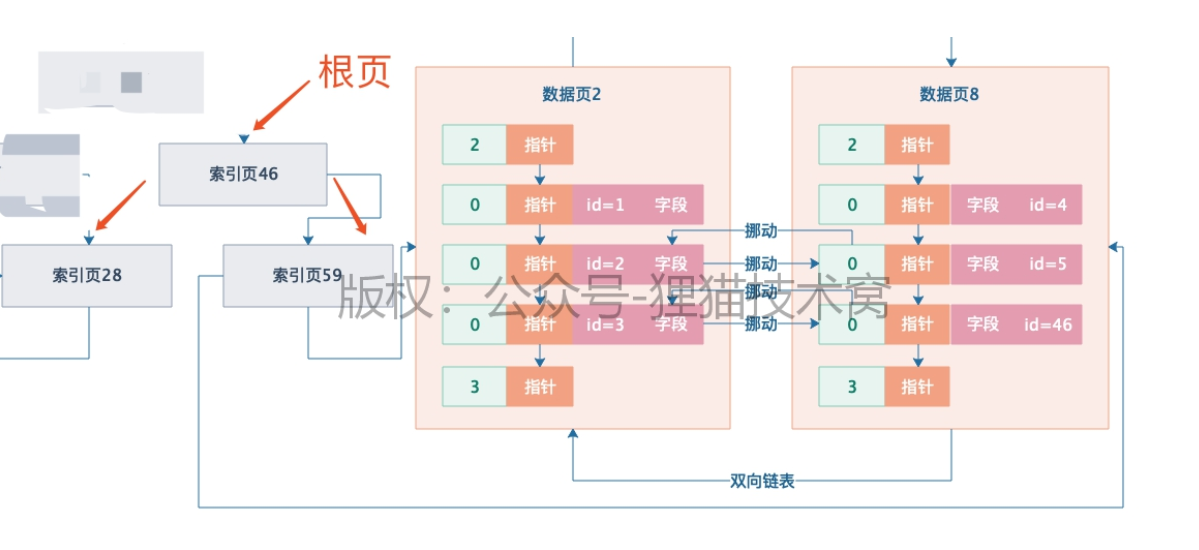 根页
索引页46
索引页28
索引页59
数据页2
2 指针
0 指针 id=1 字段
0 指针 id=2 字段
0 指针 id=3 字段
3 指针
挪动
挪动
挪动
挪动
数据页8
2 指针
0 指针 字段 id=4
0 指针 字段 id=5
0 指针 字段 id=46
3 指针
双向链表
版权：公众号-狸猫技术窝